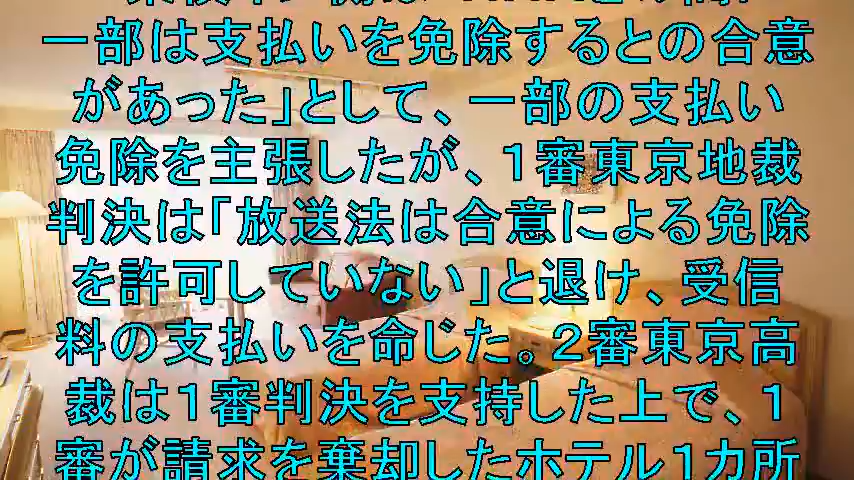 一部は支払いを免除するとの合意
があった」として、一部の支払い
免除を主張したが、１審東京地裁
判決は「放送法は合意による免除
を許可していない」と退け、受信
料の支払いを命じた。２審東京高
裁は１審判決を支持した上で、１
審が請求を棄却したホテル１カ所